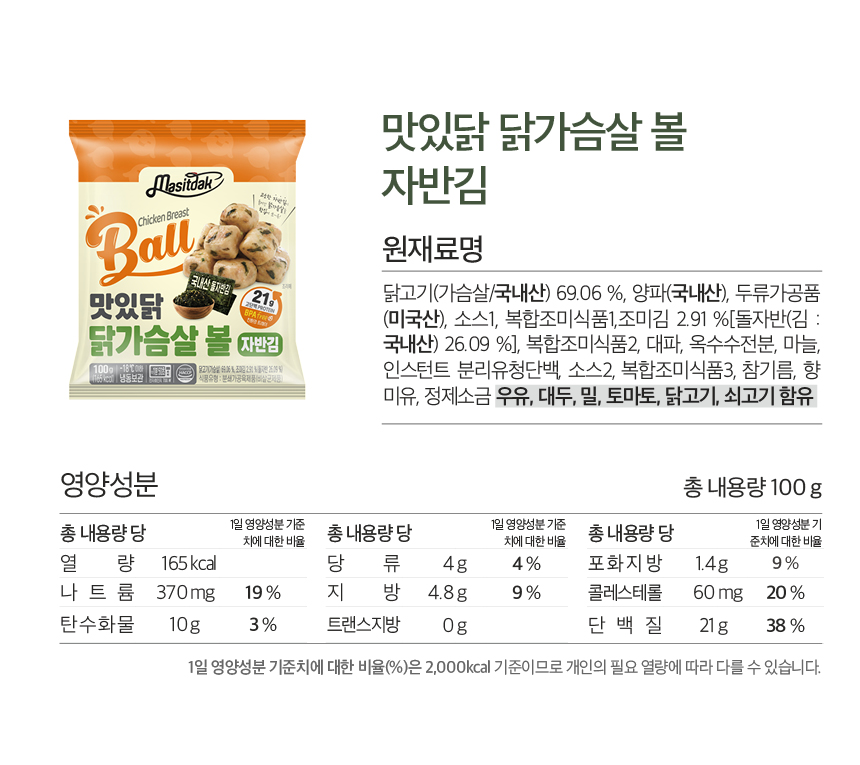 맛있닭 닭가슴살 볼
자반김
원재료명
닭고기(가슴살/국내산) 69.06 %, 양파(국내산), 두류가공품
(미국산), 소스1, 복합조미식품1,조미김 2.91 %[돌자반(김 :
국내산) 26.09 %], 복합조미식품2, 대파, 옥수수전분, 마늘,
인스턴트 분리유청단백, 소스2, 복합조미식품3, 참기름, 향
미유, 정제소금 우유, 대두, 밀, 토마토, 닭고기, 쇠고기 함유
Masitdak
Chicken Breast
Ball
국내산 돌자반김
21g
맛있닭
닭가슴살 볼 자반김
100g
165 kcal
-18℃ 이하
냉동보관
영양성분
총 내용량 100 g
총 내용량 당 1일 영양성분 기준치에 대한 비율 총 내용량 당 1일 영양성분 기준치에 대한 비율 총 내용량 당 1일 영양성분 기준치에 대한 비율
열 량 165 kcal 당 류 4 g 4 % 포화지방 1.4 g 9 %
나트륨 370 mg 19 % 지 방 4.8 g 9 % 콜레스테롤 60 mg 20 %
탄수화물 10 g 3 % 트랜스지방 0 g 단백질 21 g 38 %
1일 영양성분 기준치에 대한 비율(%)은 2,000kcal 기준이므로 개인의 필요 열량에 따라 다를 수 있습니다.